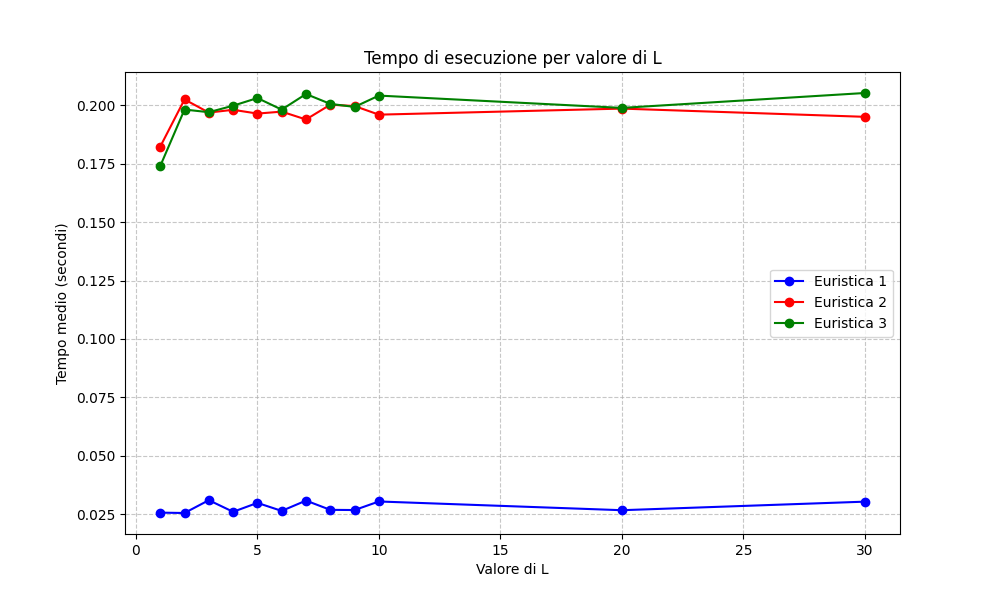 Tempo di esecuzione per valore di L
Tempo medio (secondi)
0.200
0.175
0.150
0.125
0.100
0.075
0.050
0.025
Euristica 1
Euristica 2
Euristica 3
0 5 10 15 20 25 30
Valore di L